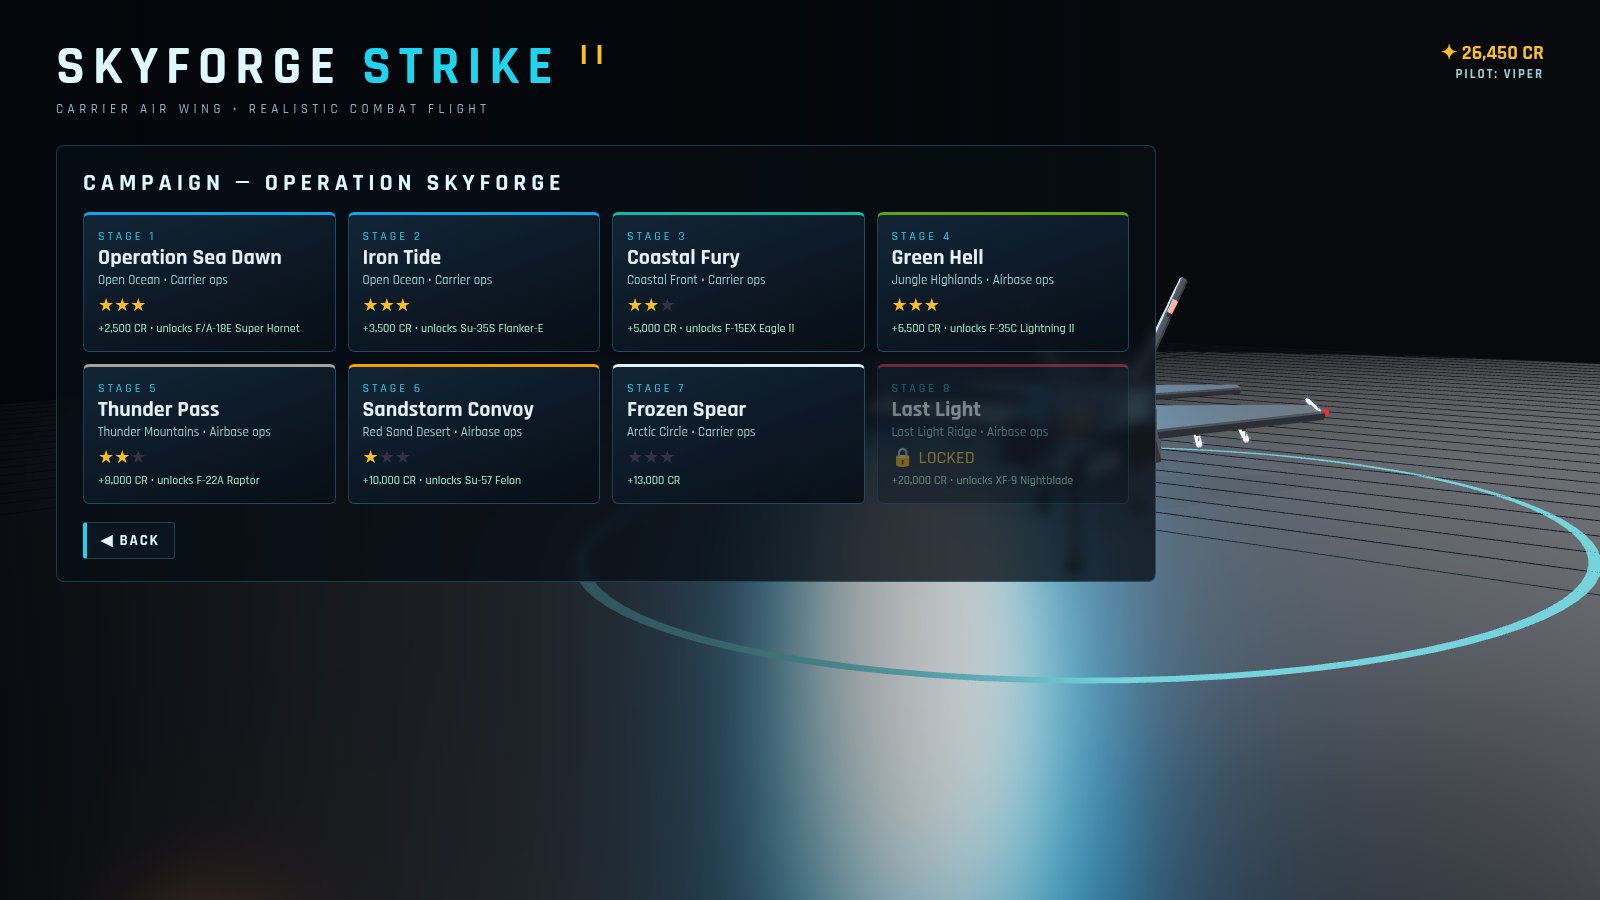 SKYFORGE STRIKE II
CARRIER AIR WING · REALISTIC COMBAT FLIGHT
✦ 26,450 CR
PILOT: VIPER
CAMPAIGN — OPERATION SKYFORGE
STAGE 1
Operation Sea Dawn
Open Ocean · Carrier ops
★★★
+2,500 CR · unlocks F/A-18E Super Hornet
STAGE 2
Iron Tide
Open Ocean · Carrier ops
★★★
+3,500 CR · unlocks Su-35S Flanker-E
STAGE 3
Coastal Fury
Coastal Front · Carrier ops
★★★
+5,000 CR · unlocks F-15EX Eagle II
STAGE 4
Green Hell
Jungle Highlands · Airbase ops
★★★
+6,500 CR · unlocks F-35C Lightning II
STAGE 5
Thunder Pass
Thunder Mountains · Airbase ops
★★★
+8,000 CR · unlocks F-22A Raptor
STAGE 6
Sandstorm Convoy
Red Sand Desert · Airbase ops
★★★
+10,000 CR · unlocks Su-57 Felon
STAGE 7
Frozen Spear
Arctic Circle · Carrier ops
★★★
+13,000 CR
STAGE 8
Last Light
Last Light Ridge · Airbase ops
🔒 LOCKED
+20,000 CR · unlocks XF-9 Nightblade
◀ BACK